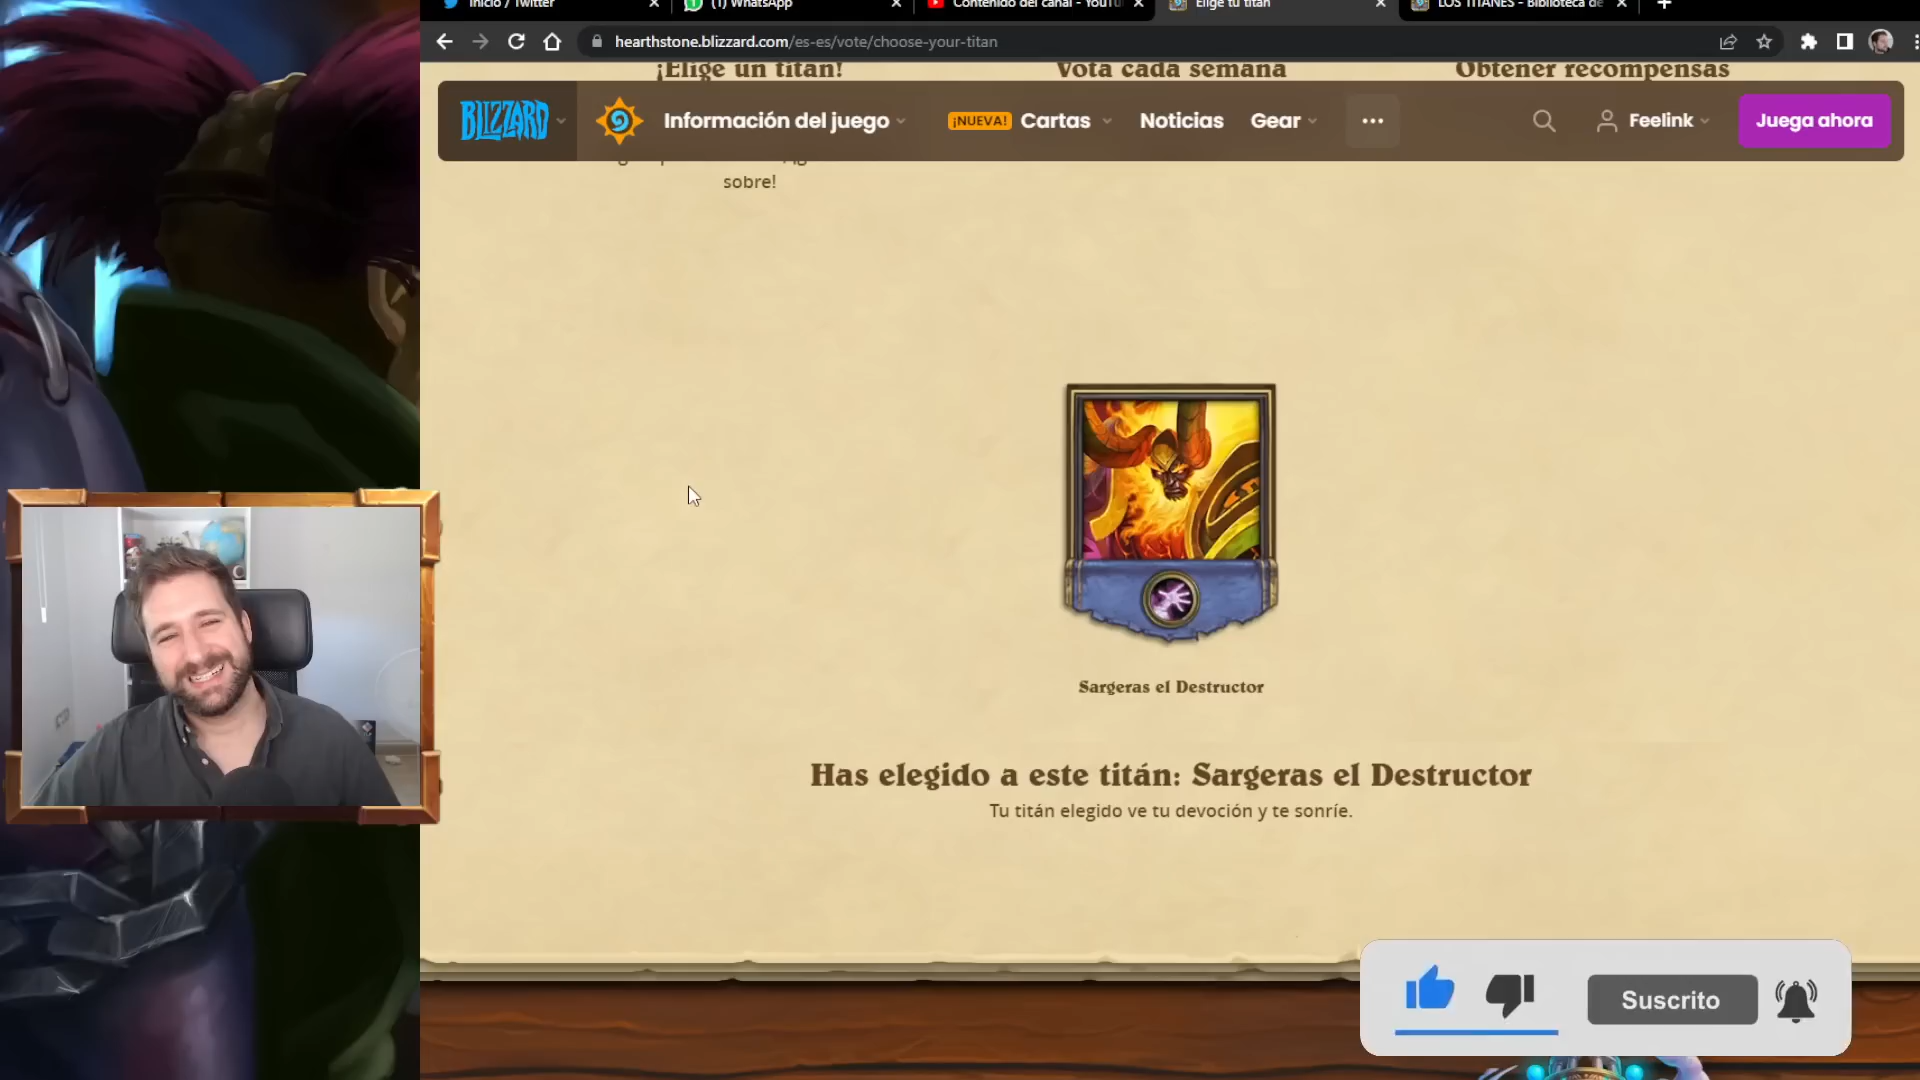 Inicio / Twitter
(1) WhatsApp
Contenido del canal - YouTu
Elige tu titán
LOS TITANES - Biblioteca de
hearthstone.blizzard.com/es-es/vote/choose-your-titan
¡Elige un titán!
Vota cada semana
Obtener recompensas
BLIZZARD
Información del juego
¡NUEVA!
Cartas
Noticias
Gear
Feelink
Juega ahora
sobre!
Sargeras el Destructor
Has elegido a este titán: Sargeras el Destructor
Tu titán elegido ve tu devoción y te sonríe.
Suscrito